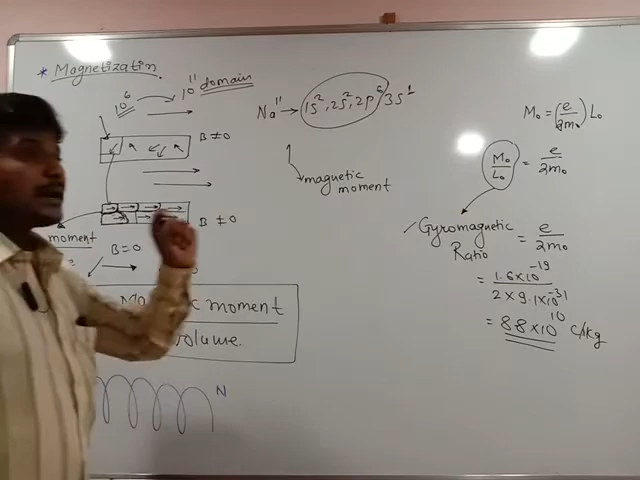 * Magnetization.
10^6 10^11 domain
B≠0
B≠0
moment
B=0
moment
volume.
N
Na^11 → 1S^2, 2S^2, 2P^6, 3S^1
magnetic
moment
M₀ = (e/2m₀) L₀
M₀/L₀ = e/2m₀
Gyromagnetic
Ratio = e/2m₀
= 1.6×10^-19 / 2×9.1×10^-31
= 8.8×10^10 C/kg